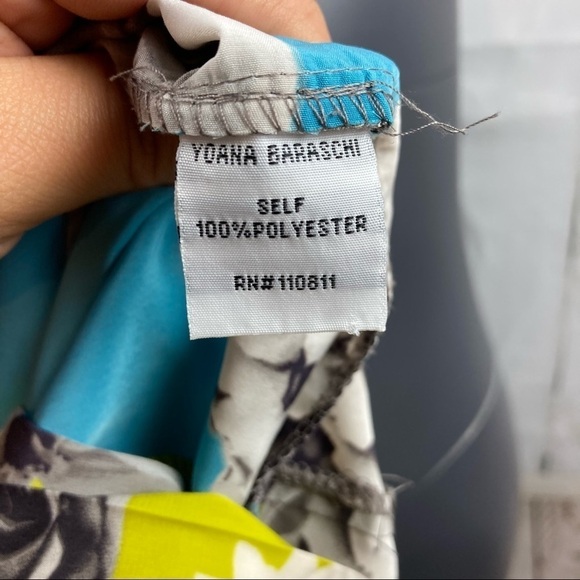 YOANA BARASCHI
SELF
100%POLYESTER
RN#110811